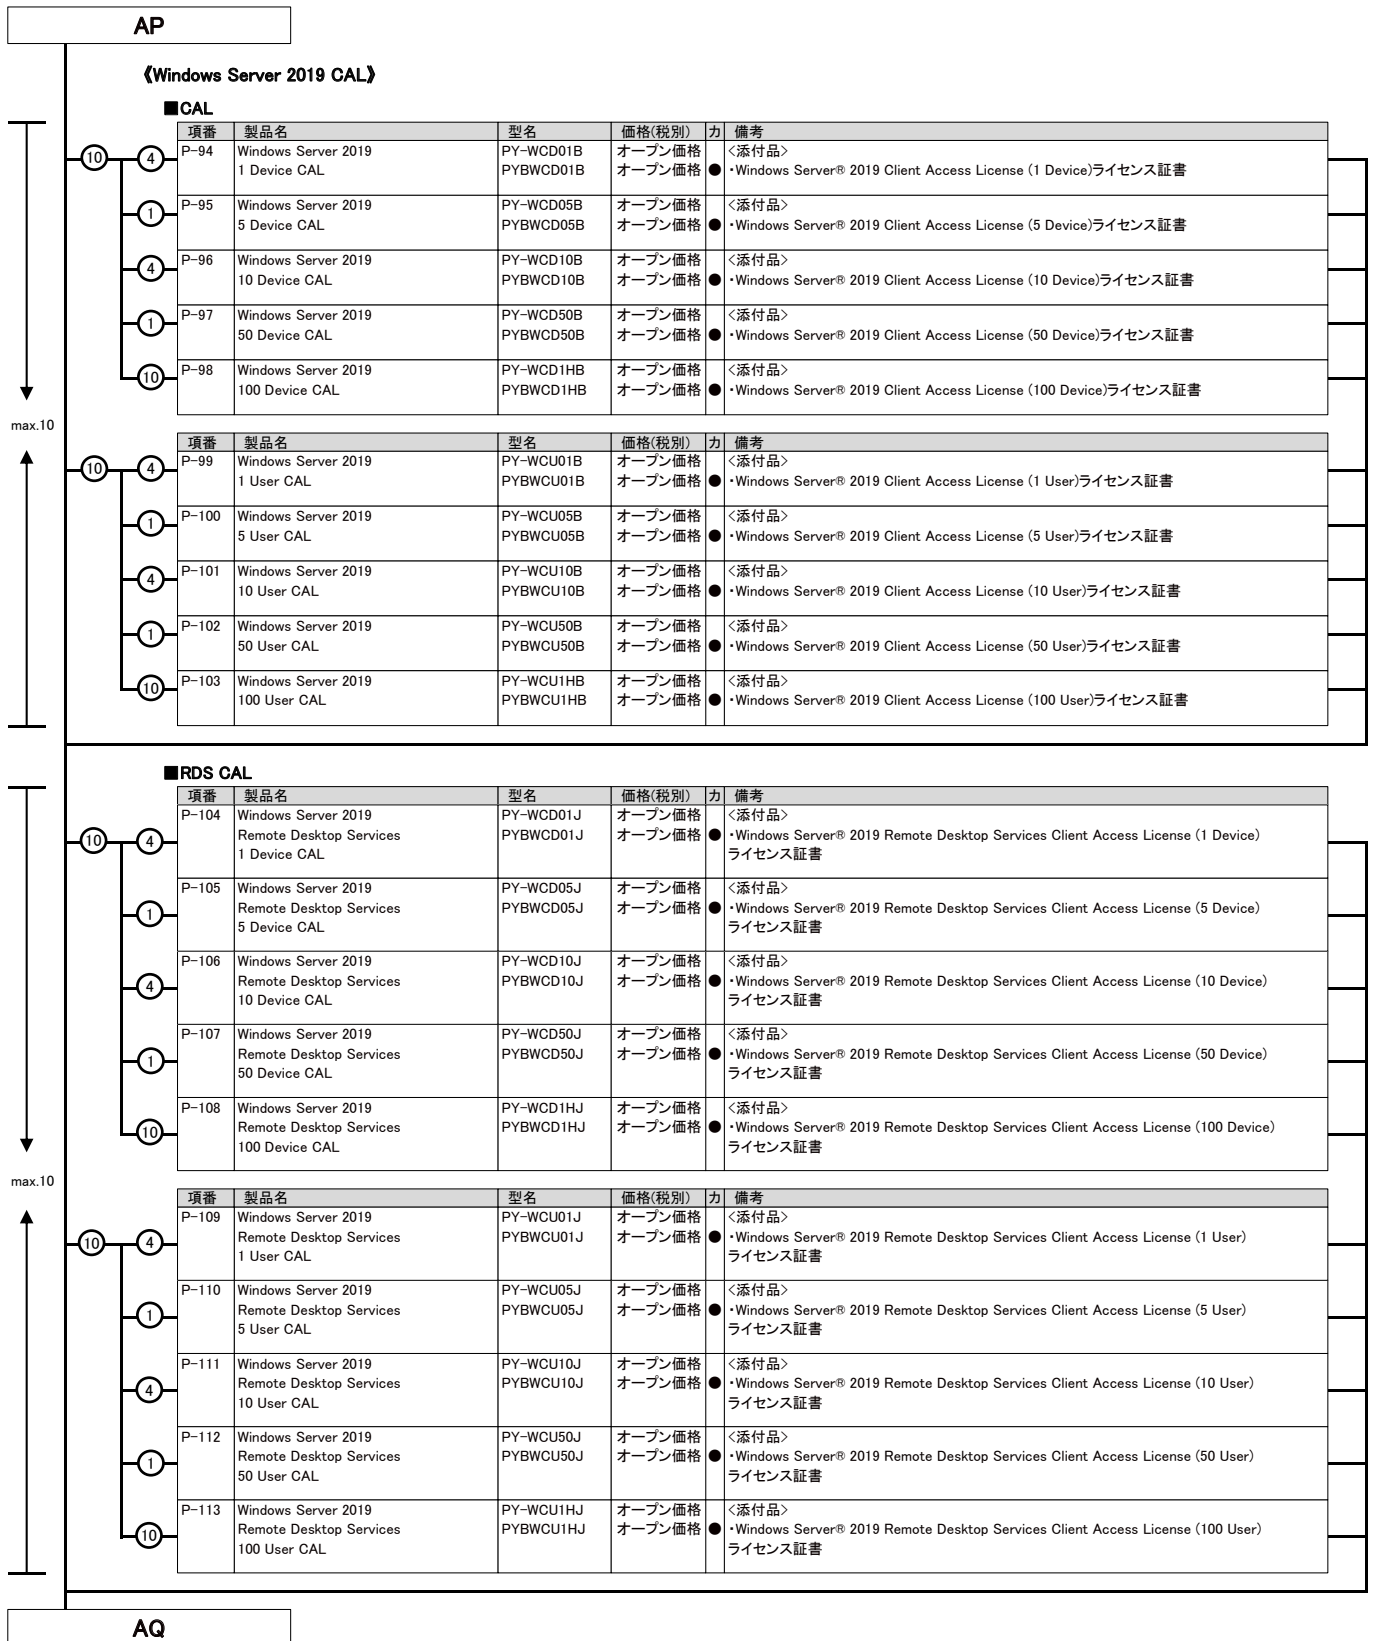 AP
《Windows Server 2019 CAL》
■CAL
項番 製品名 型名 価格(税別) カ 備考
10 4 P-94 Windows Server 2019 PY-WCD01B オープン価格 <添付品>
1 Device CAL PYBWCD01B オープン価格 ● ・Windows Server® 2019 Client Access License (1 Device)ライセンス証書
1 P-95 Windows Server 2019 PY-WCD05B オープン価格 <添付品>
5 Device CAL PYBWCD05B オープン価格 ● ・Windows Server® 2019 Client Access License (5 Device)ライセンス証書
4 P-96 Windows Server 2019 PY-WCD10B オープン価格 <添付品>
10 Device CAL PYBWCD10B オープン価格 ● ・Windows Server® 2019 Client Access License (10 Device)ライセンス証書
1 P-97 Windows Server 2019 PY-WCD50B オープン価格 <添付品>
50 Device CAL PYBWCD50B オープン価格 ● ・Windows Server® 2019 Client Access License (50 Device)ライセンス証書
10 P-98 Windows Server 2019 PY-WCD1HB オープン価格 <添付品>
100 Device CAL PYBWCD1HB オープン価格 ● ・Windows Server® 2019 Client Access License (100 Device)ライセンス証書
max.10
項番 製品名 型名 価格(税別) カ 備考
10 4 P-99 Windows Server 2019 PY-WCU01B オープン価格 <添付品>
1 User CAL PYBWCU01B オープン価格 ● ・Windows Server® 2019 Client Access License (1 User)ライセンス証書
1 P-100 Windows Server 2019 PY-WCU05B オープン価格 <添付品>
5 User CAL PYBWCU05B オープン価格 ● ・Windows Server® 2019 Client Access License (5 User)ライセンス証書
4 P-101 Windows Server 2019 PY-WCU10B オープン価格 <添付品>
10 User CAL PYBWCU10B オープン価格 ● ・Windows Server® 2019 Client Access License (10 User)ライセンス証書
1 P-102 Windows Server 2019 PY-WCU50B オープン価格 <添付品>
50 User CAL PYBWCU50B オープン価格 ● ・Windows Server® 2019 Client Access License (50 User)ライセンス証書
10 P-103 Windows Server 2019 PY-WCU1HB オープン価格 <添付品>
100 User CAL PYBWCU1HB オープン価格 ● ・Windows Server® 2019 Client Access License (100 User)ライセンス証書
■RDS CAL
項番 製品名 型名 価格(税別) カ 備考
P-104 Windows Server 2019 PY-WCD01J オープン価格 <添付品>
10 4 Remote Desktop Services PYBWCD01J オープン価格 ● ・Windows Server® 2019 Remote Desktop Services Client Access License (1 Device)
1 Device CAL ライセンス証書
P-105 Windows Server 2019 PY-WCD05J オープン価格 <添付品>
1 Remote Desktop Services PYBWCD05J オープン価格 ● ・Windows Server® 2019 Remote Desktop Services Client Access License (5 Device)
5 Device CAL ライセンス証書
P-106 Windows Server 2019 PY-WCD10J オープン価格 <添付品>
4 Remote Desktop Services PYBWCD10J オープン価格 ● ・Windows Server® 2019 Remote Desktop Services Client Access License (10 Device)
10 Device CAL ライセンス証書
P-107 Windows Server 2019 PY-WCD50J オープン価格 <添付品>
1 Remote Desktop Services PYBWCD50J オープン価格 ● ・Windows Server® 2019 Remote Desktop Services Client Access License (50 Device)
50 Device CAL ライセンス証書
P-108 Windows Server 2019 PY-WCD1HJ オープン価格 <添付品>
10 Remote Desktop Services PYBWCD1HJ オープン価格 ● ・Windows Server® 2019 Remote Desktop Services Client Access License (100 Device)
100 Device CAL ライセンス証書
max.10
項番 製品名 型名 価格(税別) カ 備考
P-109 Windows Server 2019 PY-WCU01J オープン価格 <添付品>
10 4 Remote Desktop Services PYBWCU01J オープン価格 ● ・Windows Server® 2019 Remote Desktop Services Client Access License (1 User)
1 User CAL ライセンス証書
P-110 Windows Server 2019 PY-WCU05J オープン価格 <添付品>
1 Remote Desktop Services PYBWCU05J オープン価格 ● ・Windows Server® 2019 Remote Desktop Services Client Access License (5 User)
5 User CAL ライセンス証書
P-111 Windows Server 2019 PY-WCU10J オープン価格 <添付品>
4 Remote Desktop Services PYBWCU10J オープン価格 ● ・Windows Server® 2019 Remote Desktop Services Client Access License (10 User)
10 User CAL ライセンス証書
P-112 Windows Server 2019 PY-WCU50J オープン価格 <添付品>
1 Remote Desktop Services PYBWCU50J オープン価格 ● ・Windows Server® 2019 Remote Desktop Services Client Access License (50 User)
50 User CAL ライセンス証書
P-113 Windows Server 2019 PY-WCU1HJ オープン価格 <添付品>
10 Remote Desktop Services PYBWCU1HJ オープン価格 ● ・Windows Server® 2019 Remote Desktop Services Client Access License (100 User)
100 User CAL ライセンス証書
AQ